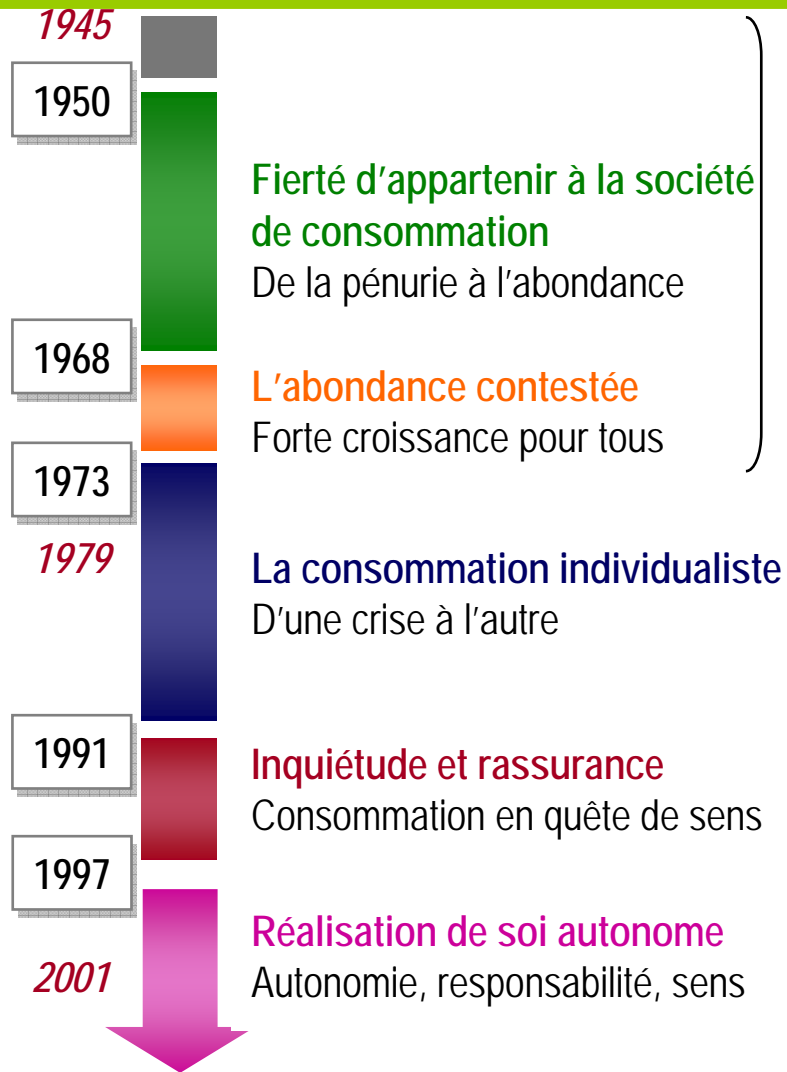 1945
1950
Fierté d'appartenir à la société
de consommation
De la pénurie à l'abondance
1968
L'abondance contestée
Forte croissance pour tous
1973
1979
La consommation individualiste
D'une crise à l'autre
1991
Inquiétude et rassurance
Consommation en quête de sens
1997
Réalisation de soi autonome
2001
Autonomie, responsabilité, sens